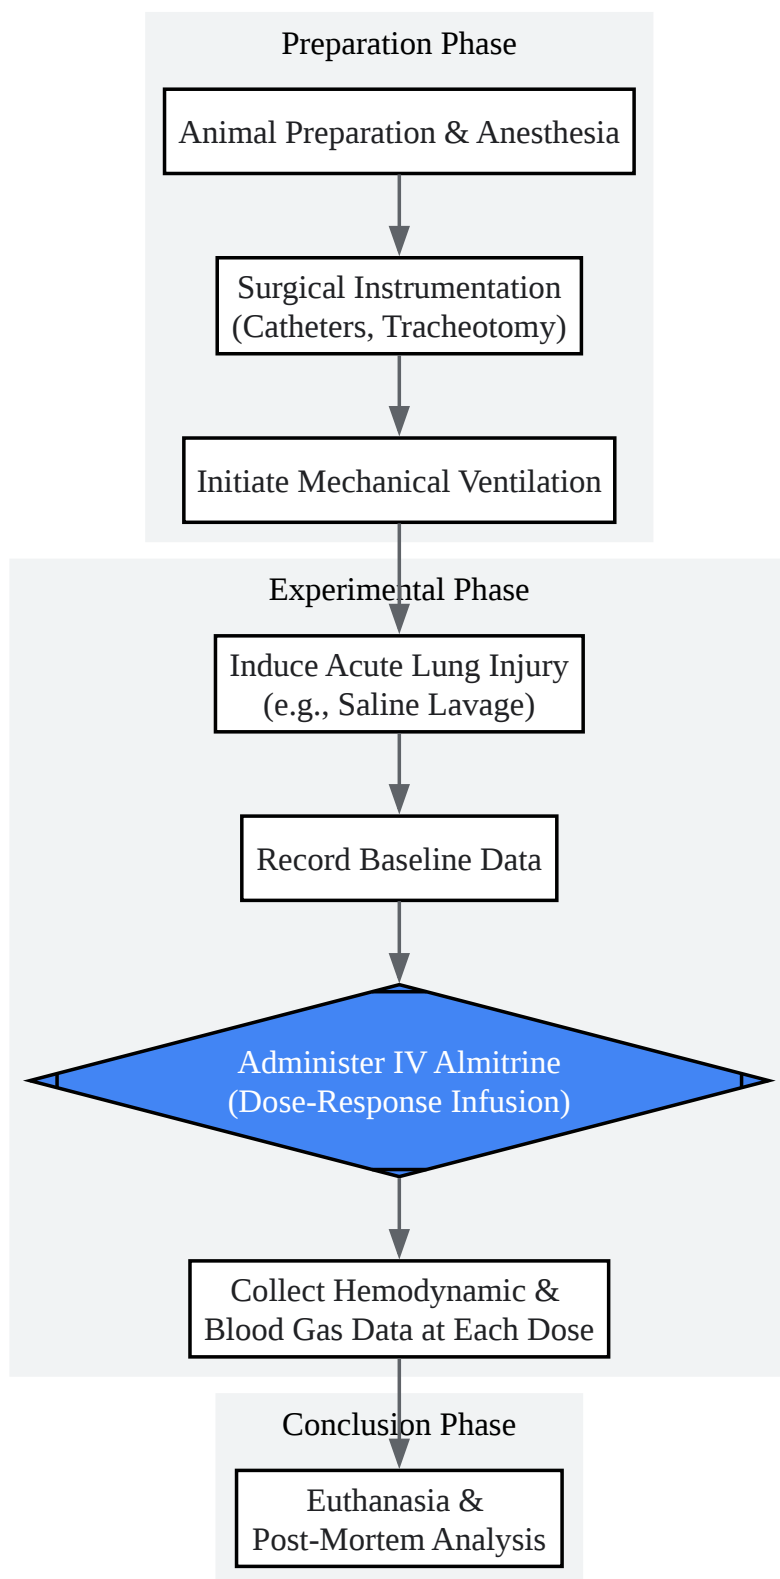 Preparation Phase
Animal Preparation & Anesthesia
Surgical Instrumentation
(Catheters, Tracheotomy)
Initiate Mechanical Ventilation
Experimental Phase
Induce Acute Lung Injury
(e.g., Saline Lavage)
Record Baseline Data
Administer IV Almitrine
(Dose-Response Infusion)
Collect Hemodynamic &
Blood Gas Data at Each Dose
Conclusion Phase
Euthanasia &
Post-Mortem Analysis